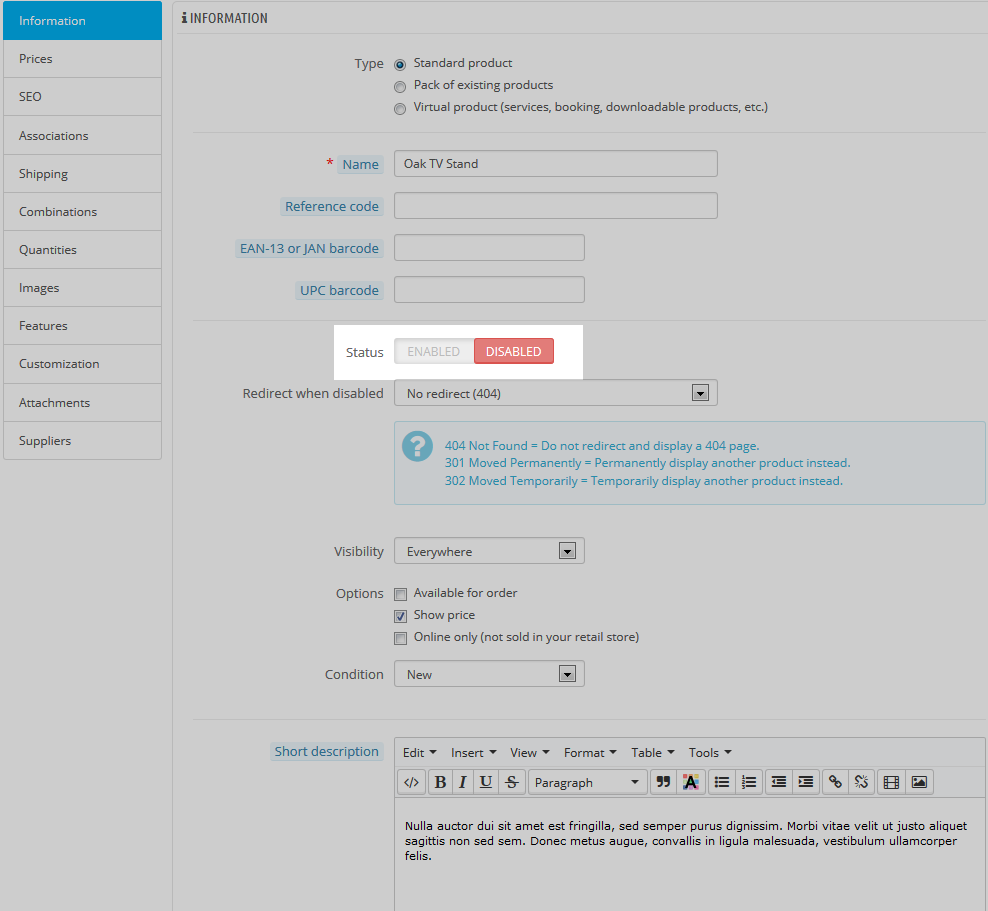 Information
Prices
SEO
Associations
Shipping
Combinations
Quantities
Images
Features
Customization
Attachments
Suppliers
INFORMATION
Type Standard product
Pack of existing products
Virtual product (services, booking, downloadable products, etc.)
* Name Oak TV Stand
Reference code
EAN-13 or JAN barcode
UPC barcode
Status ENABLED DISABLED
Redirect when disabled No redirect (404)
404 Not Found = Do not redirect and display a 404 page.
301 Moved Permanently = Permanently display another product instead.
302 Moved Temporarily = Temporarily display another product instead.
Visibility Everywhere
Options Available for order
Show price
Online only (not sold in your retail store)
Condition New
Short description Edit Insert View Format Table Tools
</> B I U S Paragraph A
Nulla auctor dui sit amet est fringilla, sed semper purus dignissim. Morbi vitae velit ut justo aliquet
sagittis non sed sem. Donec metus augue, convallis in ligula malesuada, vestibulum ullamcorper
felis.